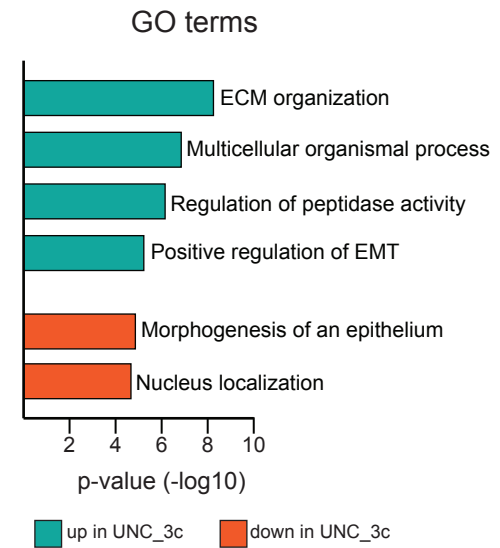 GO terms
ECM organization
Multicellular organismal process
Regulation of peptidase activity
Positive regulation of EMT
Morphogenesis of an epithelium
Nucleus localization
2 4 6 8 10
p-value (-log10)
up in UNC_3c down in UNC_3c